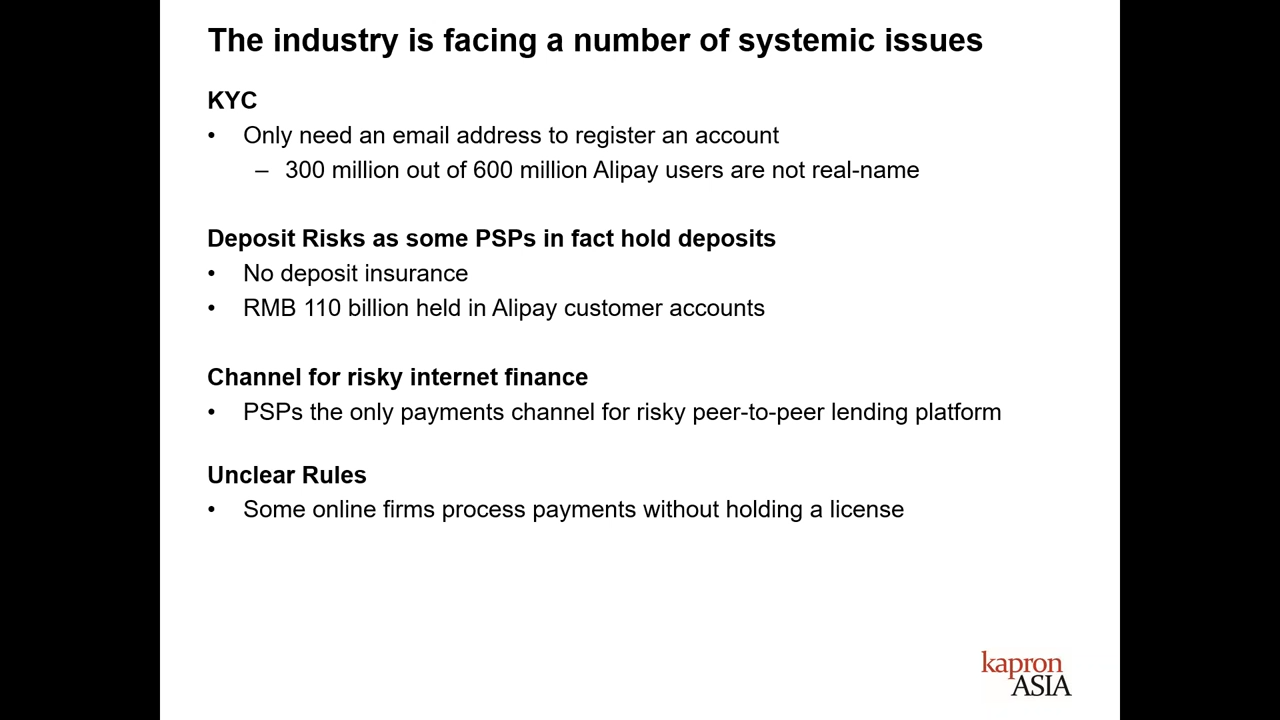 The industry is facing a number of systemic issues
KYC
• Only need an email address to register an account
– 300 million out of 600 million Alipay users are not real-name
Deposit Risks as some PSPs in fact hold deposits
• No deposit insurance
• RMB 110 billion held in Alipay customer accounts
Channel for risky internet finance
• PSPs the only payments channel for risky peer-to-peer lending platform
Unclear Rules
• Some online firms process payments without holding a license
kapron
ASIA